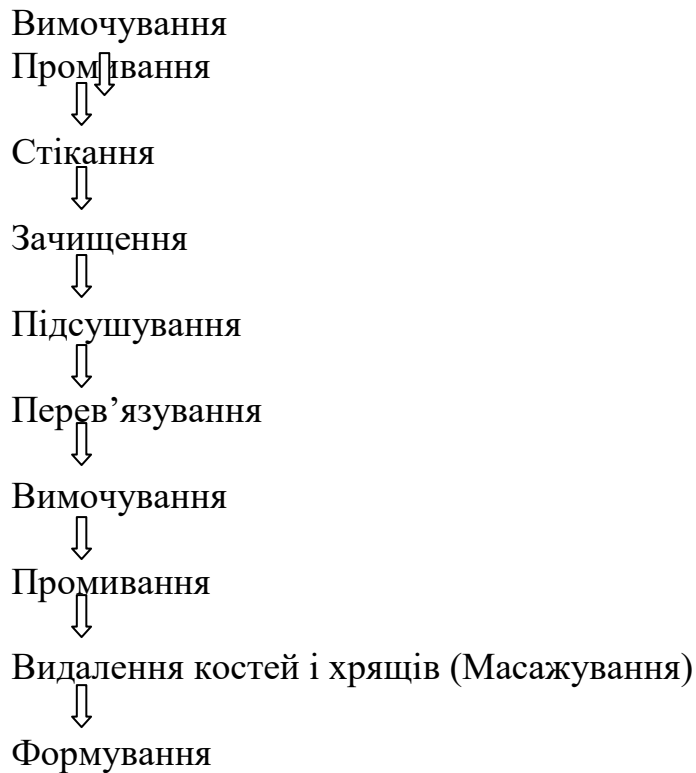 Вимочування
Промивання
Стікання
Зачищення
Підсушування
Перев’язування
Вимочування
Промивання
Видалення костей і хрящів (Масажування)
Формування